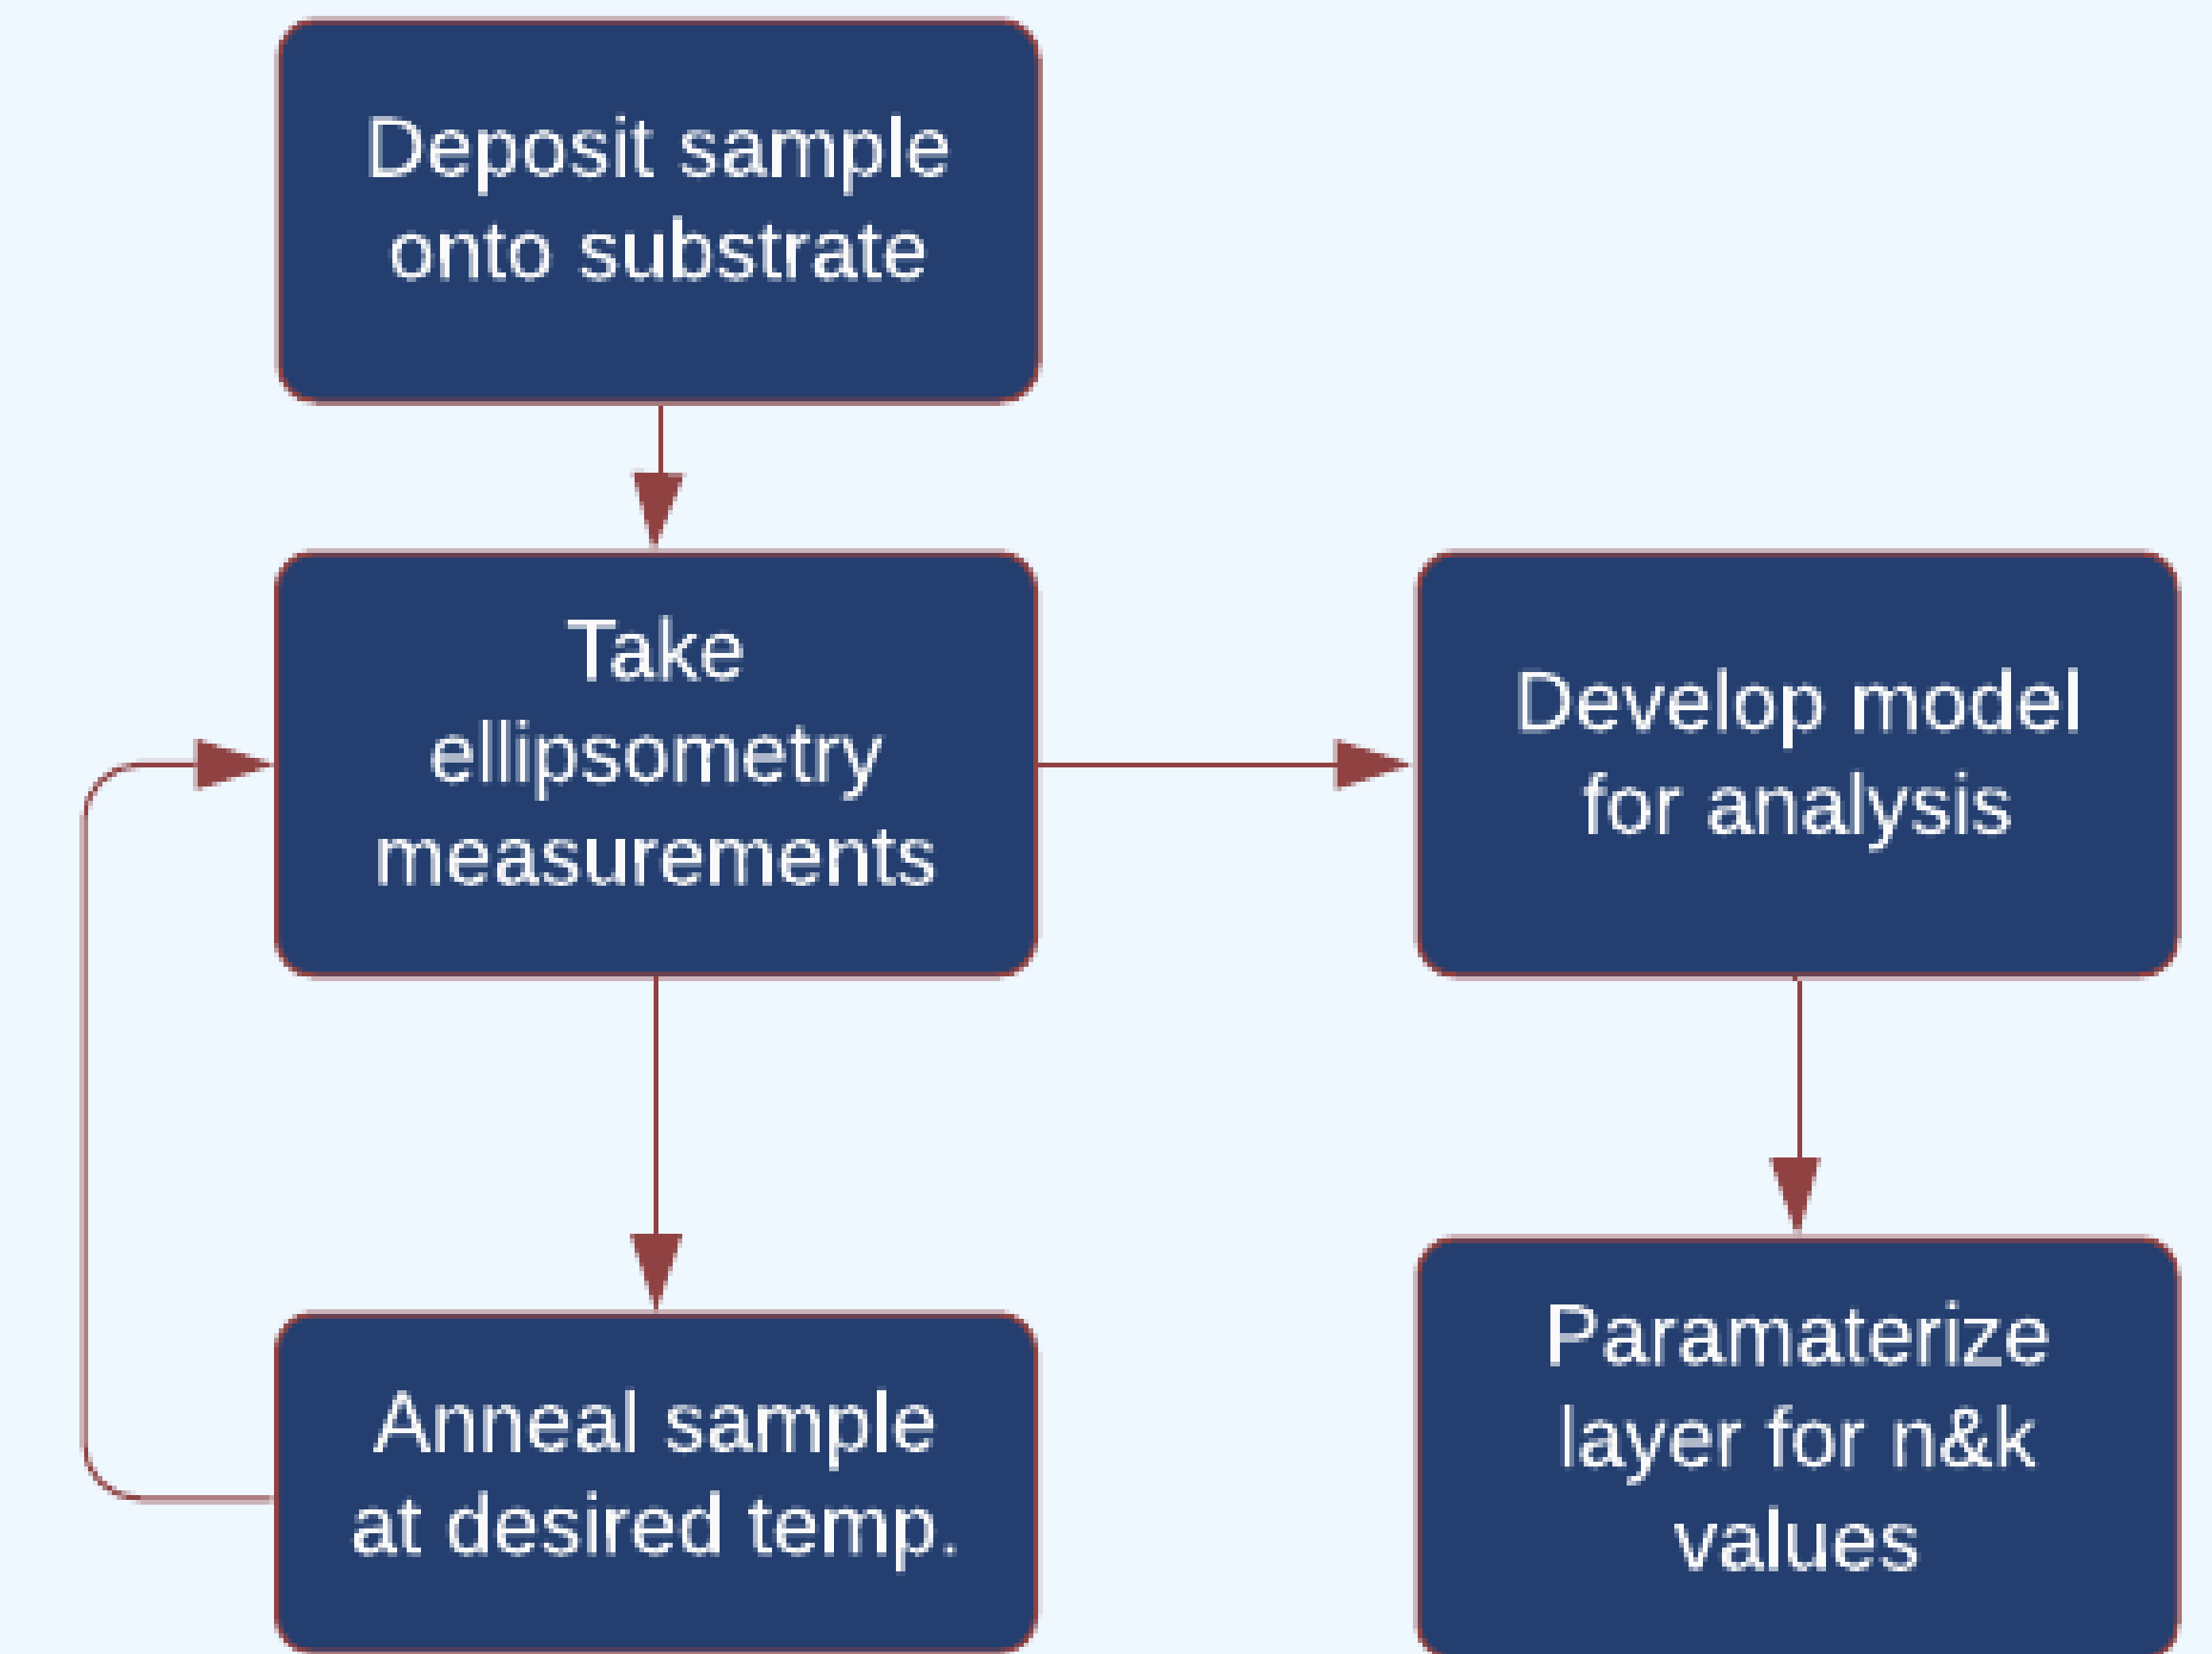 Deposit sample
onto substrate
Take
ellipsometry
measurements
Develop model
for analysis
Anneal sample
at desired temp.
Paramaterize
layer for n&k
values